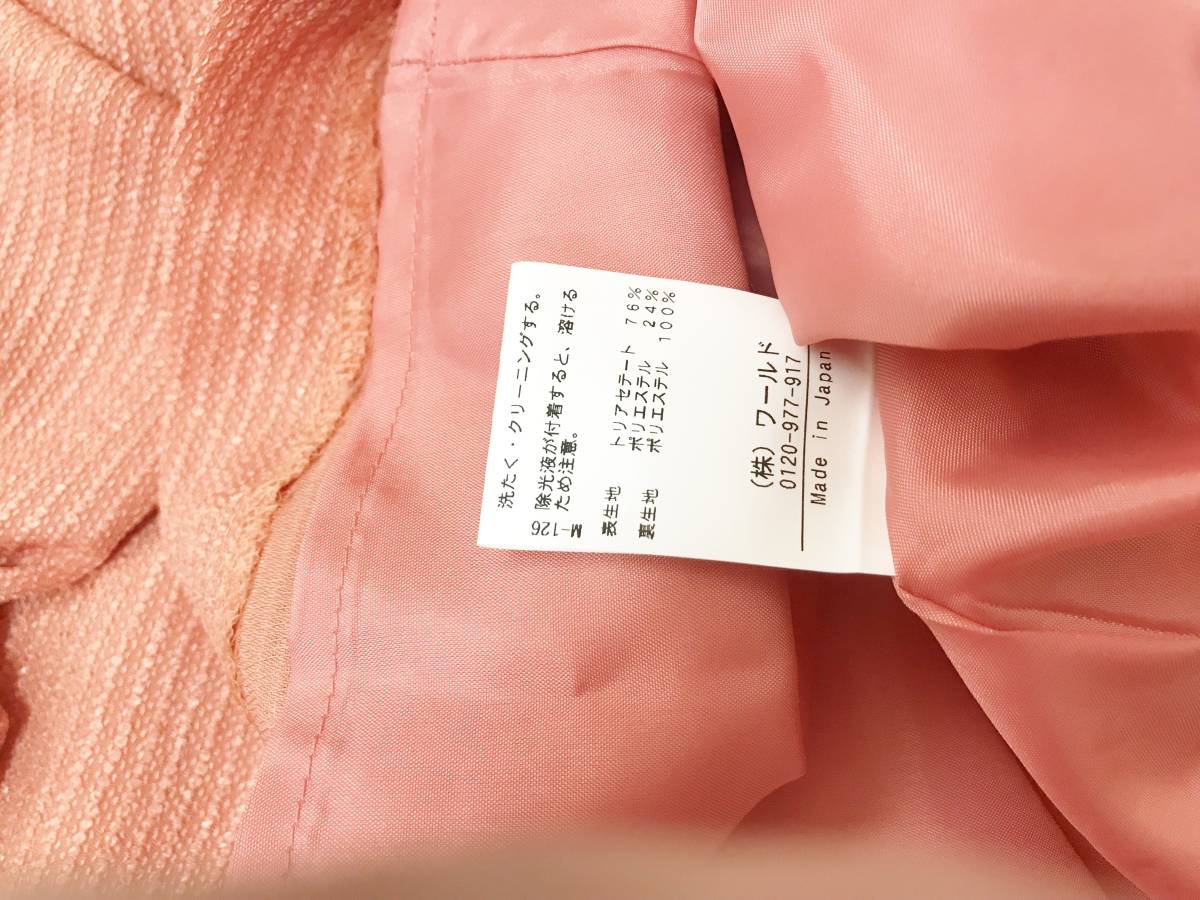 洗たく・クリーニングする。
除光液が付着すると、溶ける
ため注意。
表生地 トリアセテート 76%
ポリエステル 24%
裏生地 ポリエステル 100%
(株) ワールド
0120-977-917
Made in Japan